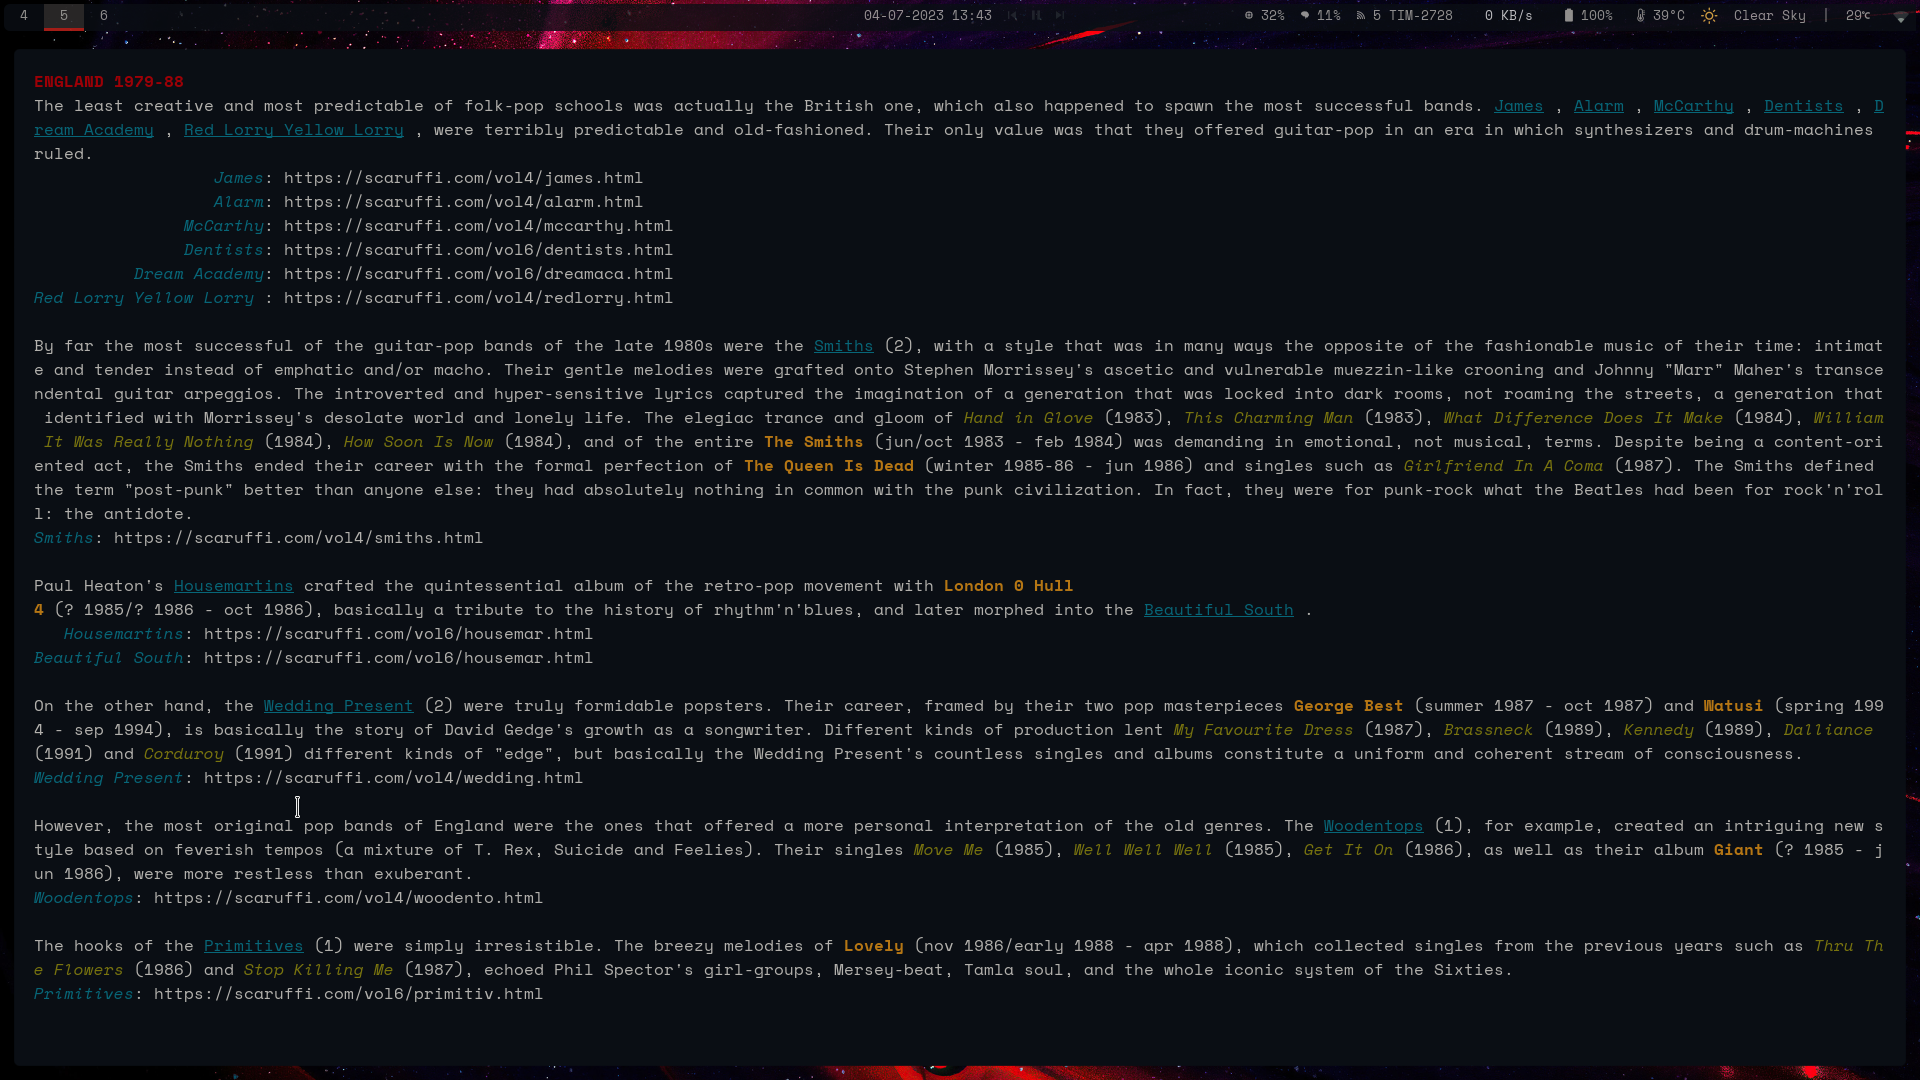 4 5 6 04-07-2023 13:43 32% 11% 5 TIM-2728 0 KB/s 100% 39°C Clear Sky | 29℃
ENGLAND 1979-88
The least creative and most predictable of folk-pop schools was actually the British one, which also happened to spawn the most successful bands. James , Alarm , McCarthy , Dentists , D
ream Academy , Red Lorry Yellow Lorry , were terribly predictable and old-fashioned. Their only value was that they offered guitar-pop in an era in which synthesizers and drum-machines
ruled.
James: https://scaruffi.com/vol4/james.html
Alarm: https://scaruffi.com/vol4/alarm.html
McCarthy: https://scaruffi.com/vol4/mccarthy.html
Dentists: https://scaruffi.com/vol6/dentists.html
Dream Academy: https://scaruffi.com/vol6/dreamaca.html
Red Lorry Yellow Lorry : https://scaruffi.com/vol4/redlorry.html
By far the most successful of the guitar-pop bands of the late 1980s were the Smiths (2), with a style that was in many ways the opposite of the fashionable music of their time: intimat
e and tender instead of emphatic and/or macho. Their gentle melodies were grafted onto Stephen Morrissey's ascetic and vulnerable muezzin-like crooning and Johnny "Marr" Maher's transce
ndental guitar arpeggios. The introverted and hyper-sensitive lyrics captured the imagination of a generation that was locked into dark rooms, not roaming the streets, a generation that
identified with Morrissey's desolate world and lonely life. The elegiac trance and gloom of Hand in Glove (1983), This Charming Man (1983), What Difference Does It Make (1984), William
It Was Really Nothing (1984), How Soon Is Now (1984), and of the entire The Smiths (jun/oct 1983 - feb 1984) was demanding in emotional, not musical, terms. Despite being a content-ori
ented act, the Smiths ended their career with the formal perfection of The Queen Is Dead (winter 1985-86 - jun 1986) and singles such as Girlfriend In A Coma (1987). The Smiths defined
the term "post-punk" better than anyone else: they had absolutely nothing in common with the punk civilization. In fact, they were for punk-rock what the Beatles had been for rock'n'rol
l: the antidote.
Smiths: https://scaruffi.com/vol4/smiths.html
Paul Heaton's Housemartins crafted the quintessential album of the retro-pop movement with London 0 Hull
4 (? 1985/? 1986 - oct 1986), basically a tribute to the history of rhythm'n'blues, and later morphed into the Beautiful South .
Housemartins: https://scaruffi.com/vol6/housemar.html
Beautiful South: https://scaruffi.com/vol6/housemar.html
On the other hand, the Wedding Present (2) were truly formidable popsters. Their career, framed by their two pop masterpieces George Best (summer 1987 - oct 1987) and Watusi (spring 199
4 - sep 1994), is basically the story of David Gedge's growth as a songwriter. Different kinds of production lent My Favourite Dress (1987), Brassneck (1989), Kennedy (1989), Dalliance
(1991) and Corduroy (1991) different kinds of "edge", but basically the Wedding Present's countless singles and albums constitute a uniform and coherent stream of consciousness.
Wedding Present: https://scaruffi.com/vol4/wedding.html
However, the most original pop bands of England were the ones that offered a more personal interpretation of the old genres. The Woodentops (1), for example, created an intriguing new s
tyle based on feverish tempos (a mixture of T. Rex, Suicide and Feelies). Their singles Move Me (1985), Well Well Well (1985), Get It On (1986), as well as their album Giant (? 1985 - j
un 1986), were more restless than exuberant.
Woodentops: https://scaruffi.com/vol4/woodento.html
The hooks of the Primitives (1) were simply irresistible. The breezy melodies of Lovely (nov 1986/early 1988 - apr 1988), which collected singles from the previous years such as Thru Th
e Flowers (1986) and Stop Killing Me (1987), echoed Phil Spector's girl-groups, Mersey-beat, Tamla soul, and the whole iconic system of the Sixties.
Primitives: https://scaruffi.com/vol6/primitiv.html